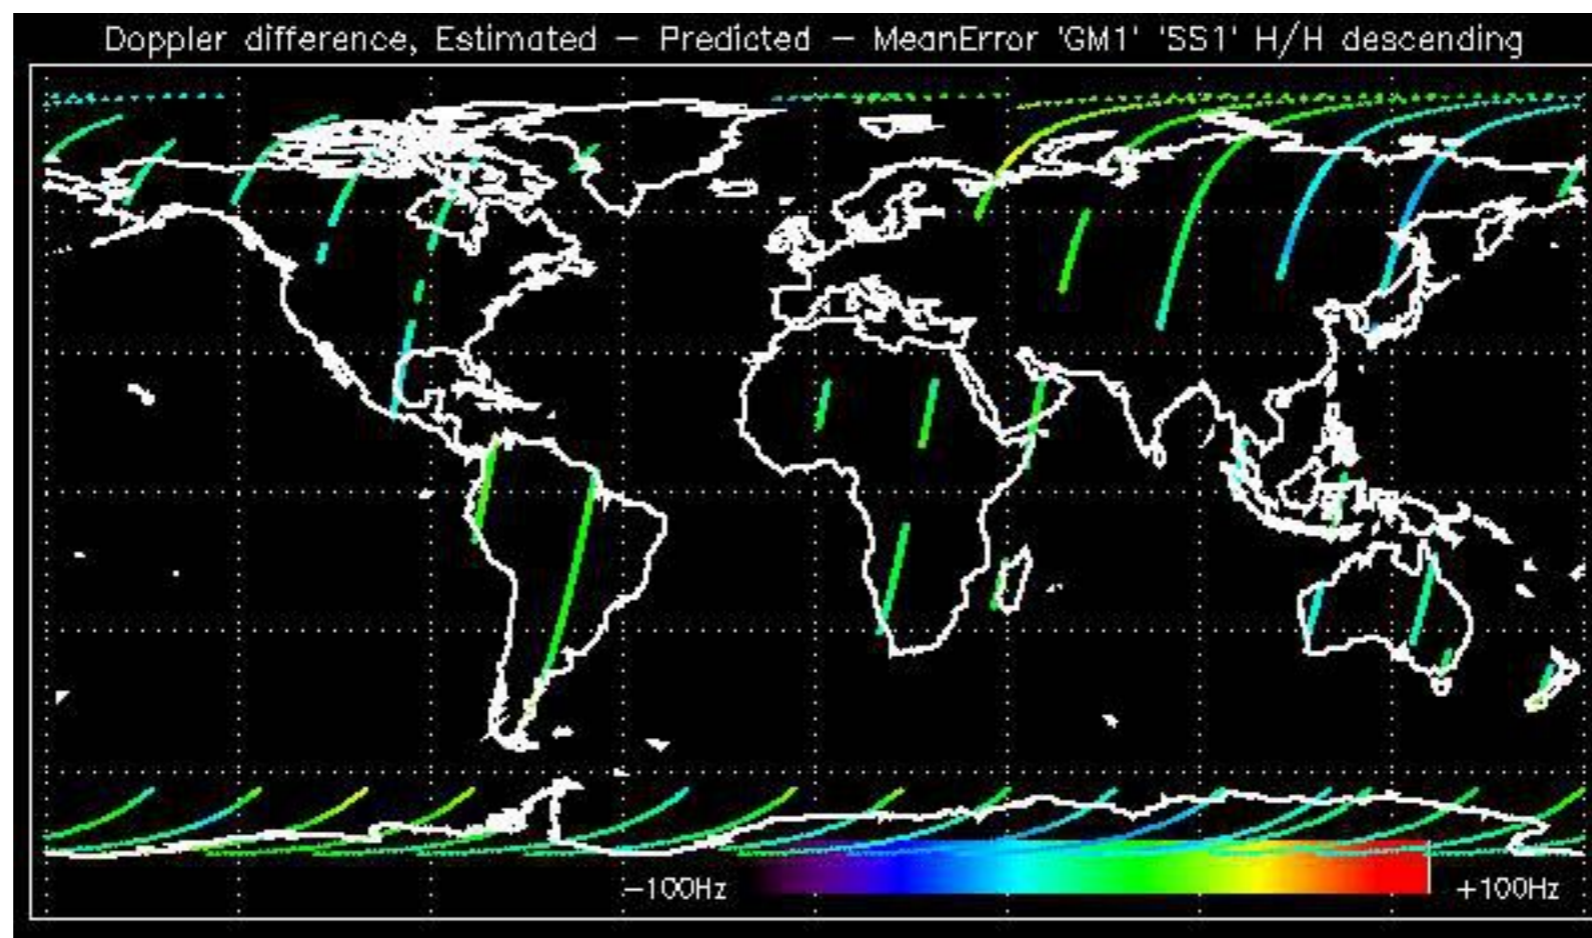 Doppler difference, Estimated – Predicted – MeanError 'GM1' 'SS1' H/H descending
-100Hz
+100Hz